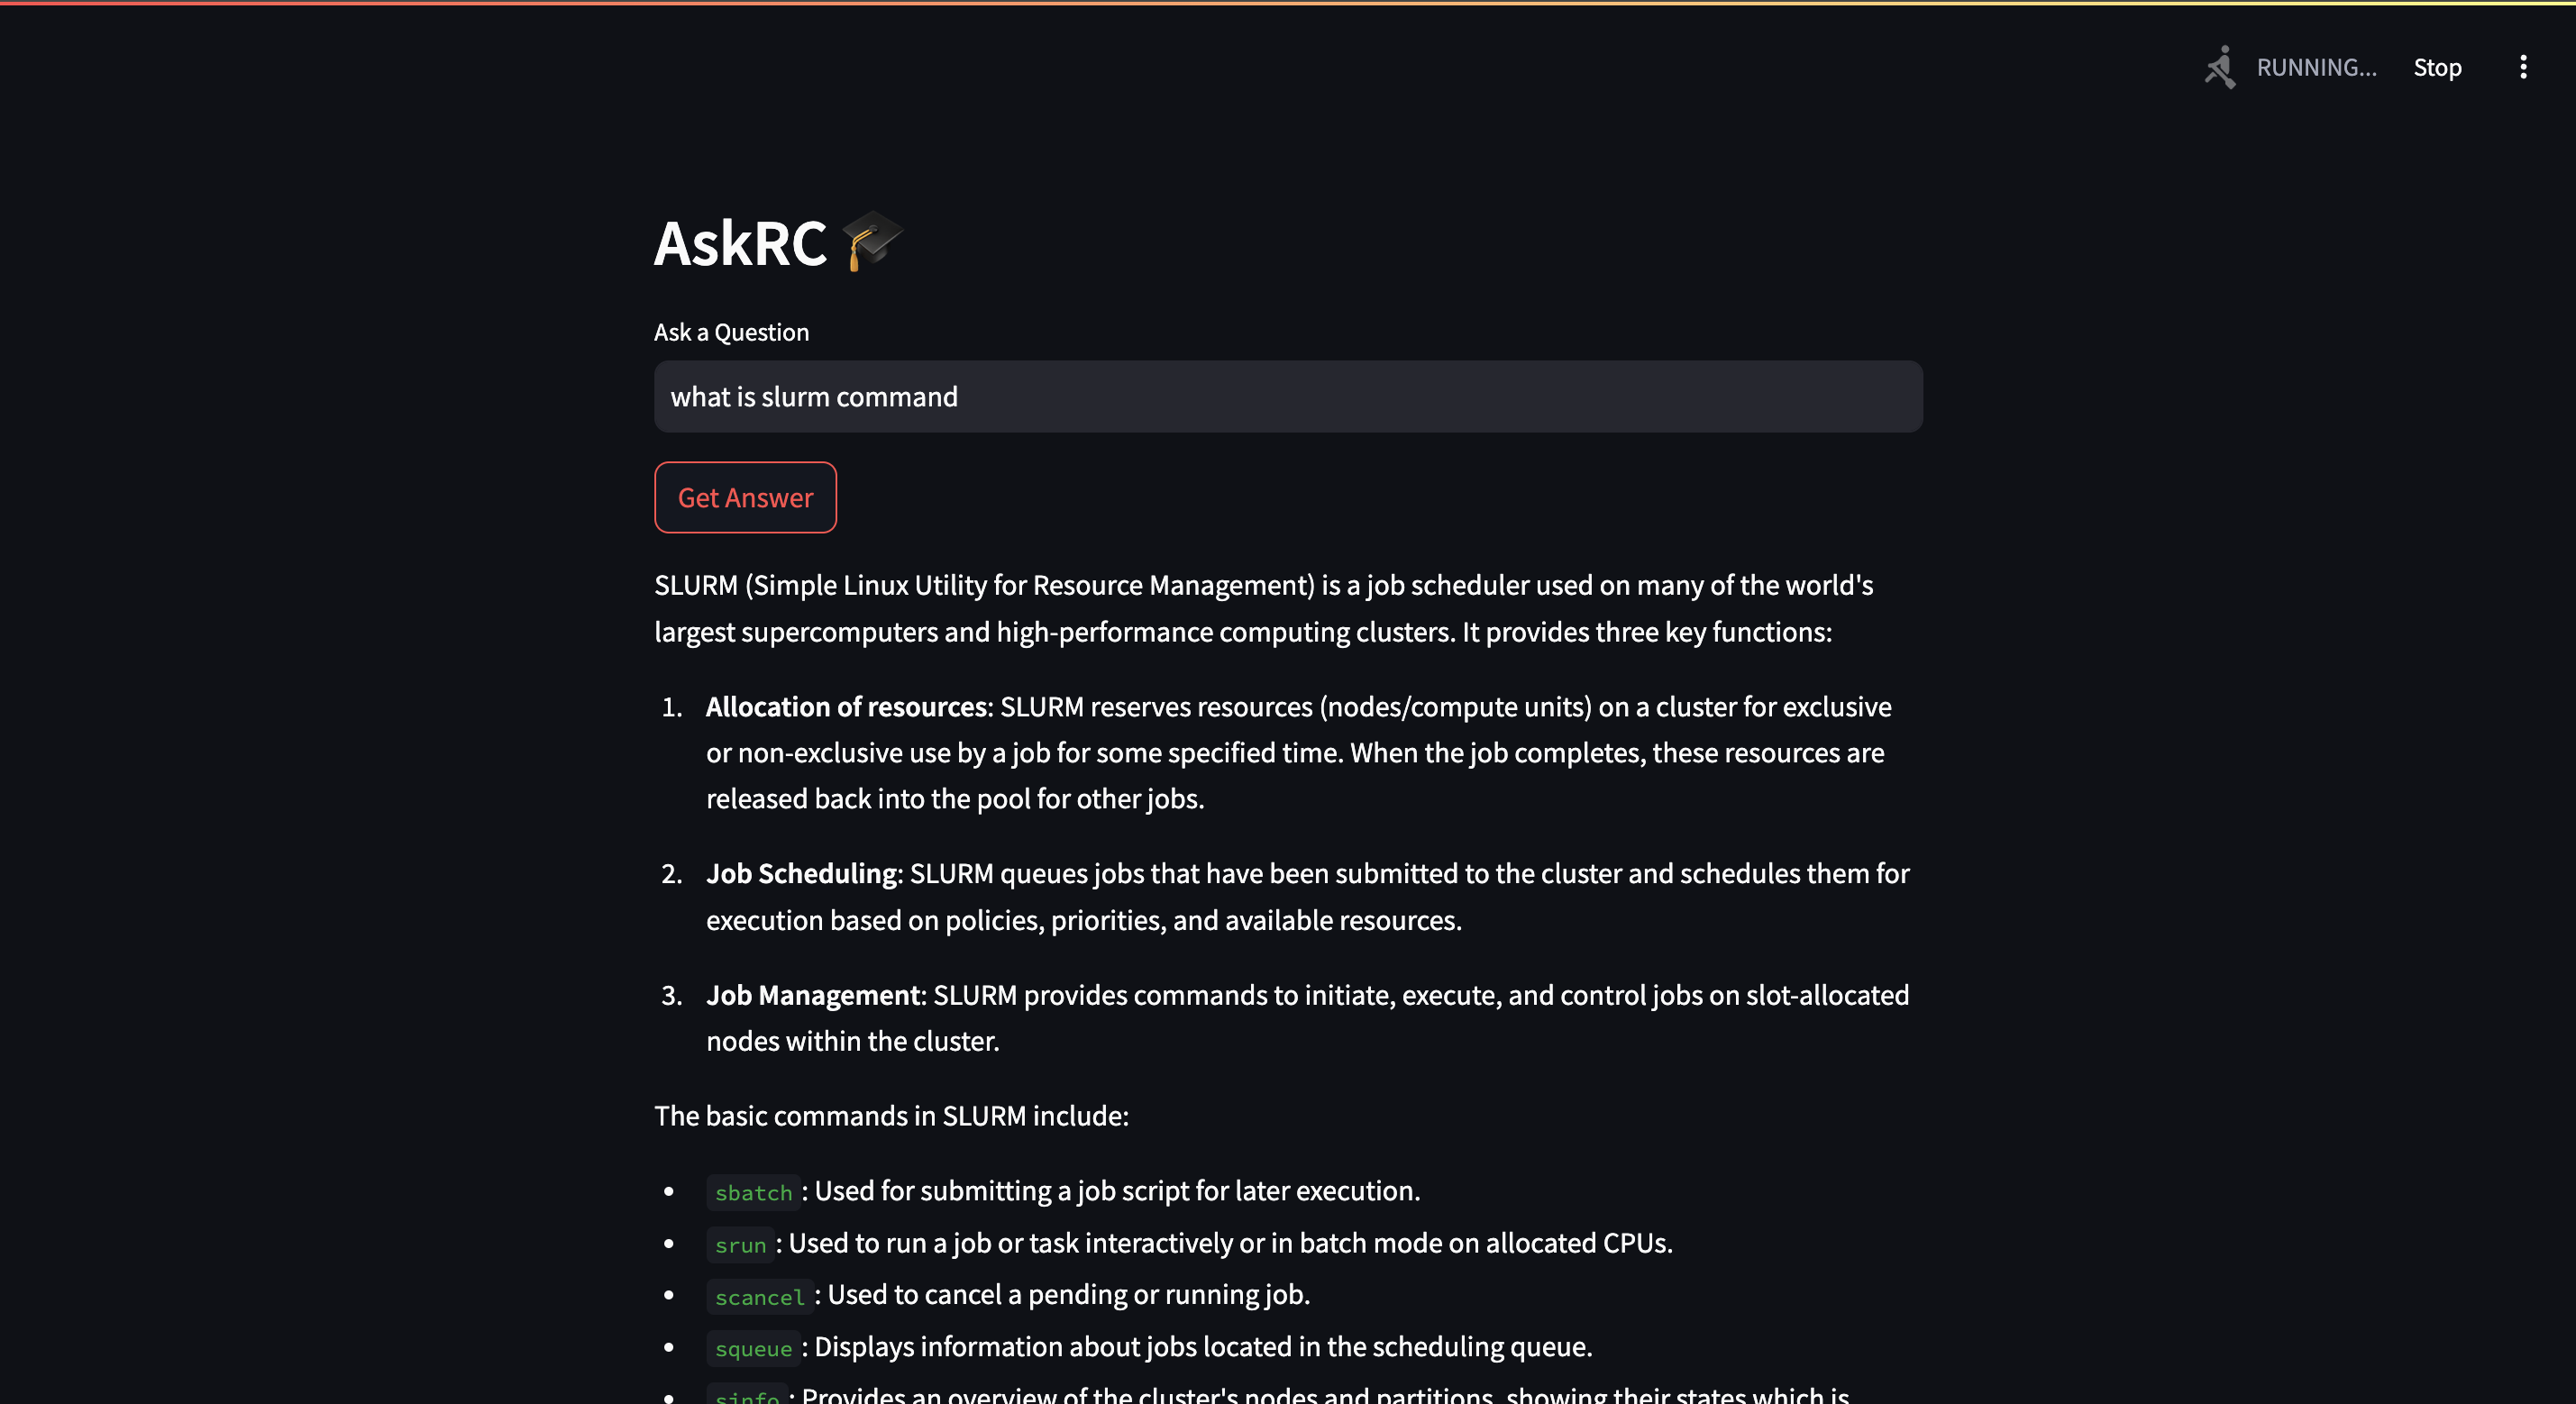 RUNNING...
Stop
AskRC
Ask a Question
what is slurm command
Get Answer
SLURM (Simple Linux Utility for Resource Management) is a job scheduler used on many of the world's
largest supercomputers and high-performance computing clusters. It provides three key functions:
1. Allocation of resources: SLURM reserves resources (nodes/compute units) on a cluster for exclusive
or non-exclusive use by a job for some specified time. When the job completes, these resources are
released back into the pool for other jobs.
2. Job Scheduling: SLURM queues jobs that have been submitted to the cluster and schedules them for
execution based on policies, priorities, and available resources.
3. Job Management: SLURM provides commands to initiate, execute, and control jobs on slot-allocated
nodes within the cluster.
The basic commands in SLURM include:
• sbatch: Used for submitting a job script for later execution.
• srun: Used to run a job or task interactively or in batch mode on allocated CPUs.
• scancel: Used to cancel a pending or running job.
• squeue: Displays information about jobs located in the scheduling queue.
• sinfo: Provides an overview of the cluster's nodes and partitions, showing their states which is